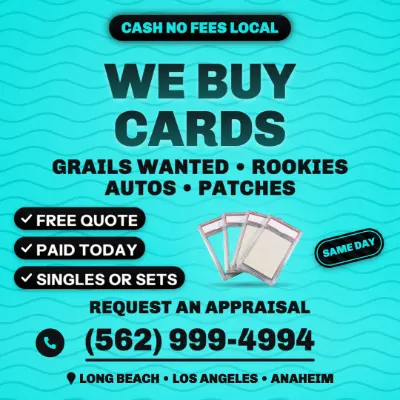 CASH NO FEES LOCAL
WE BUY
CARDS
GRAILS WANTED • ROOKIES
AUTOS • PATCHES
FREE QUOTE
PAID TODAY
SINGLES OR SETS
SAME DAY
REQUEST AN APPRAISAL
(562) 999-4994
LONG BEACH • LOS ANGELES • ANAHEIM